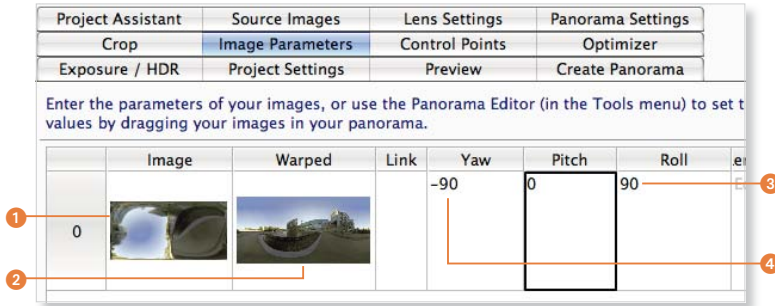 Project Assistant Source Images Lens Settings Panorama Settings
Crop Image Parameters Control Points Optimizer
Exposure / HDR Project Settings Preview Create Panorama
Enter the parameters of your images, or use the Panorama Editor (in the Tools menu) to set t
values by dragging your images in your panorama.
Image Warped Link Yaw Pitch Roll
-90 0 90
1 3
0
2 4